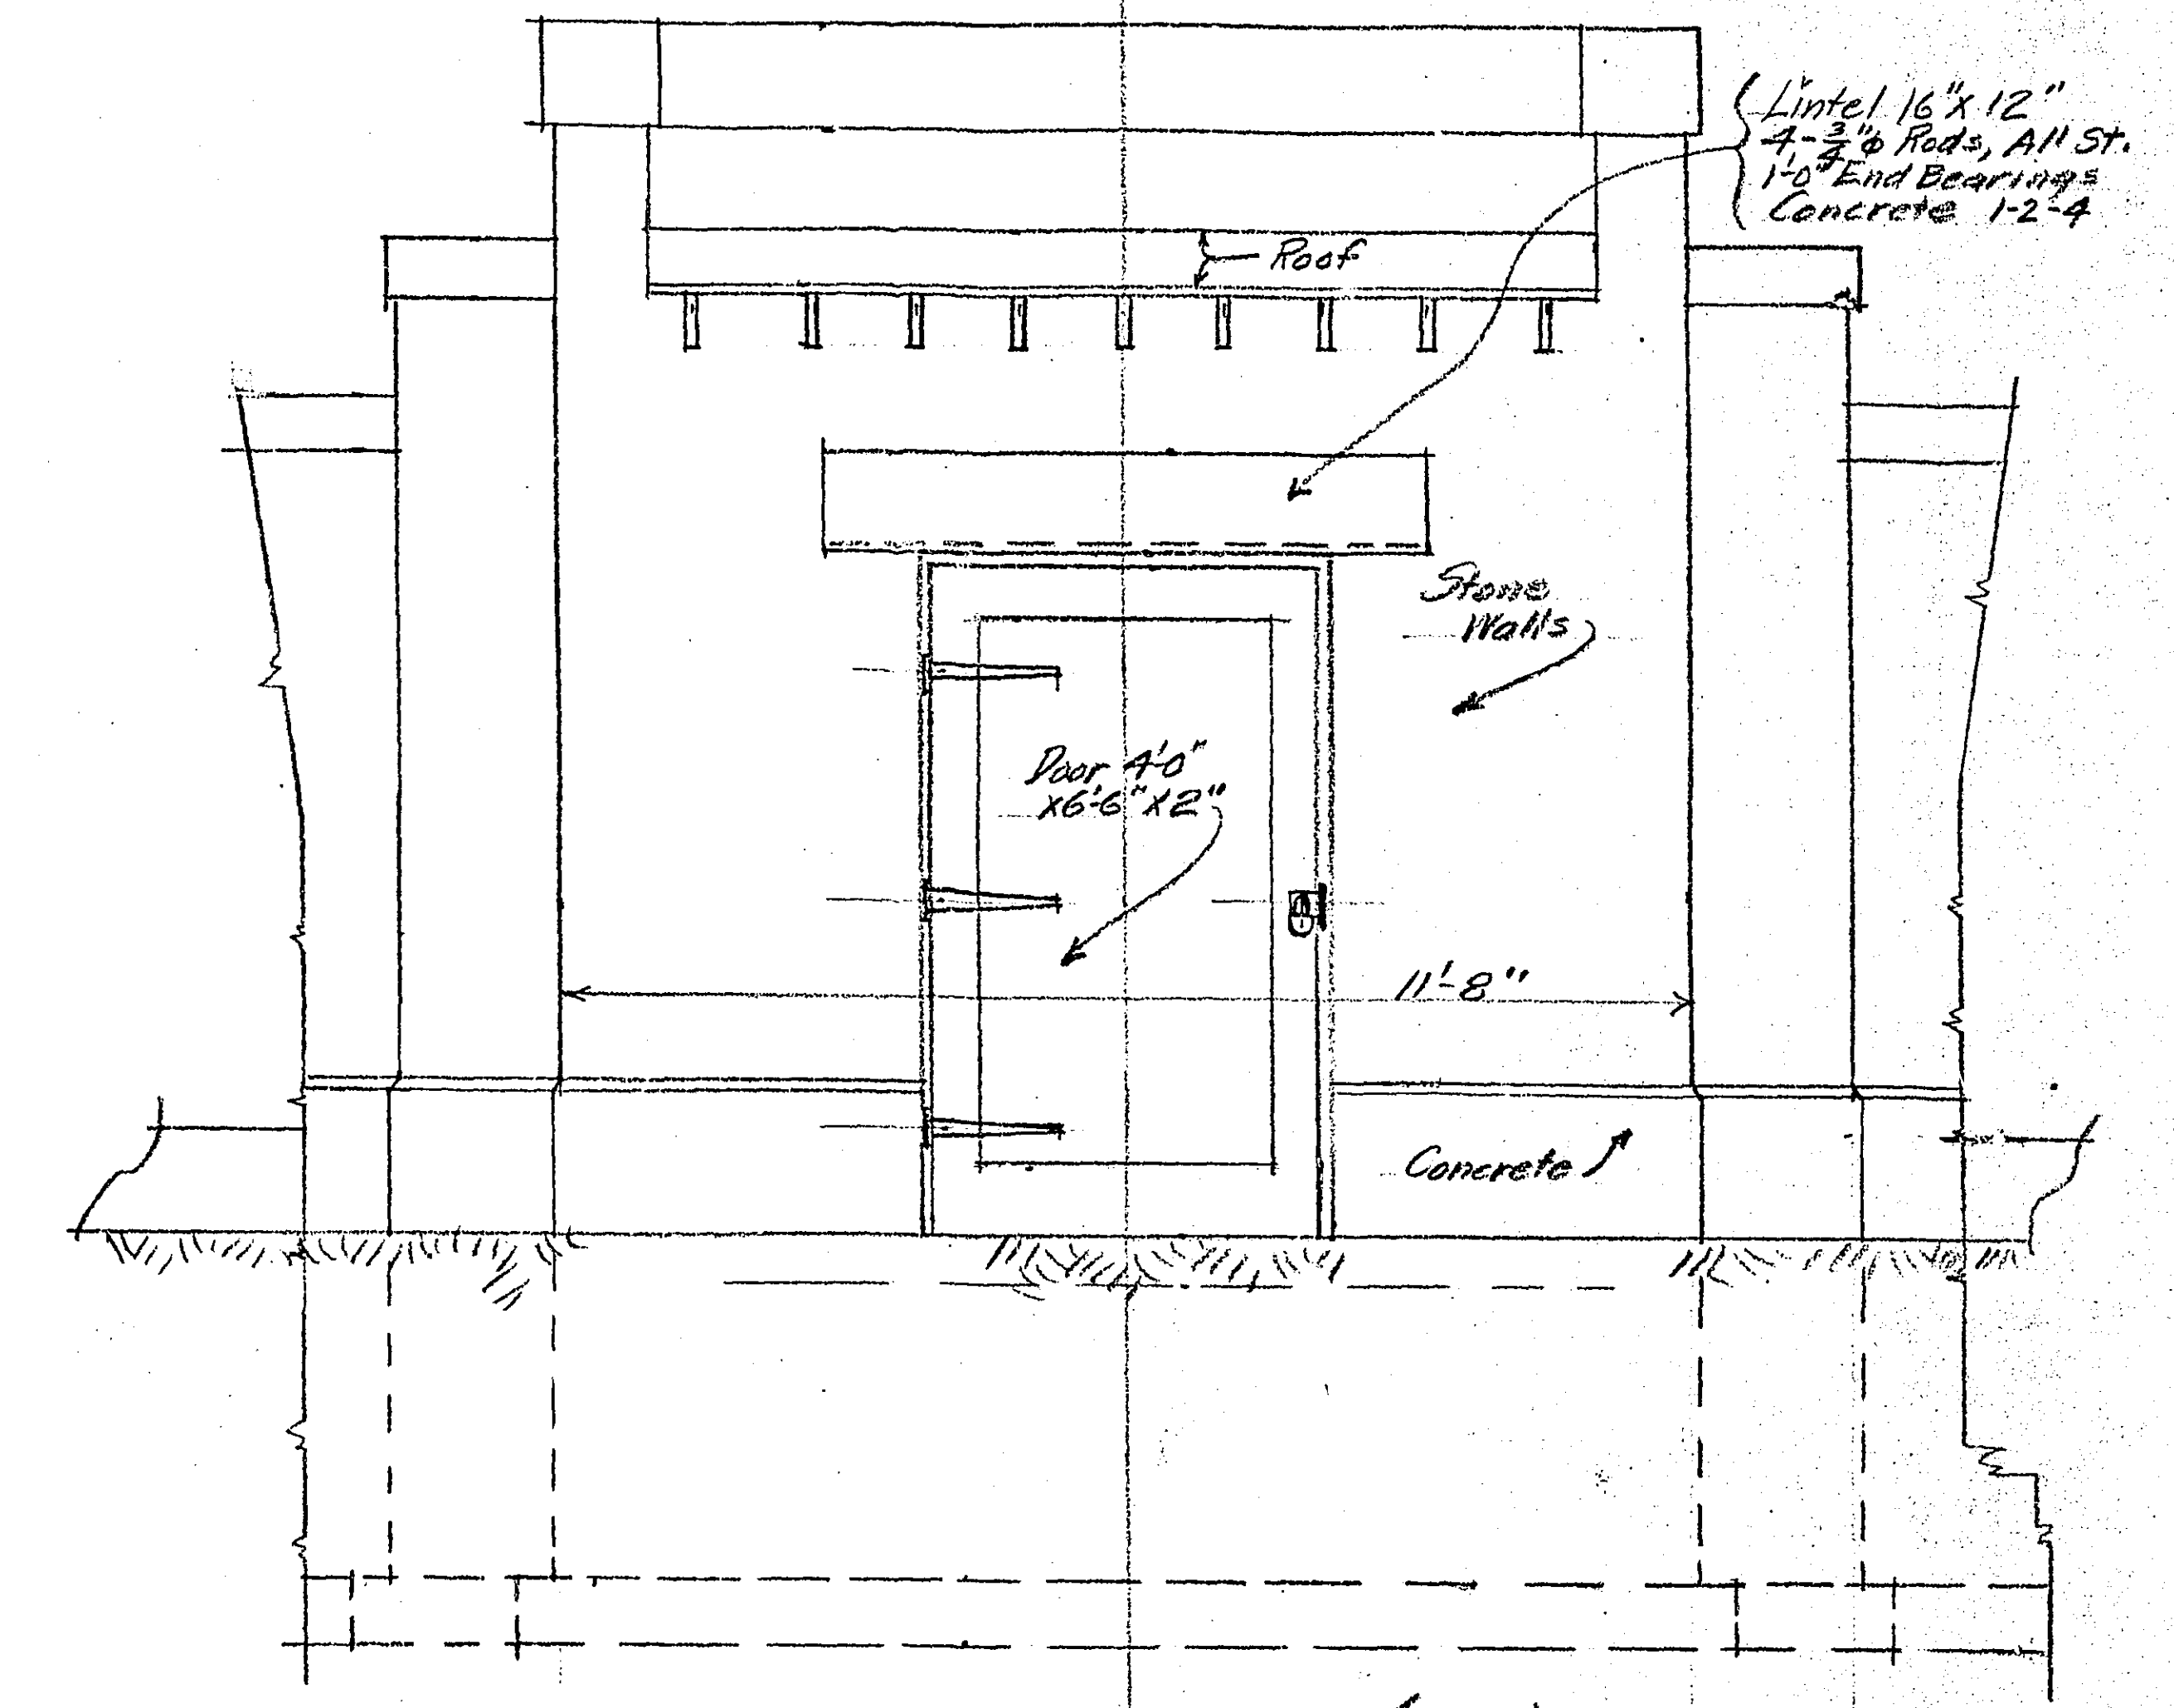 Lintel 16"x 12"
4-3/4"φ Rods, All St.
1'-0" End Bearings
Concrete 1-2-4
Roof
Stone
Walls
Door 4'-0"
x6'-6"x2"
11'-8"
Concrete